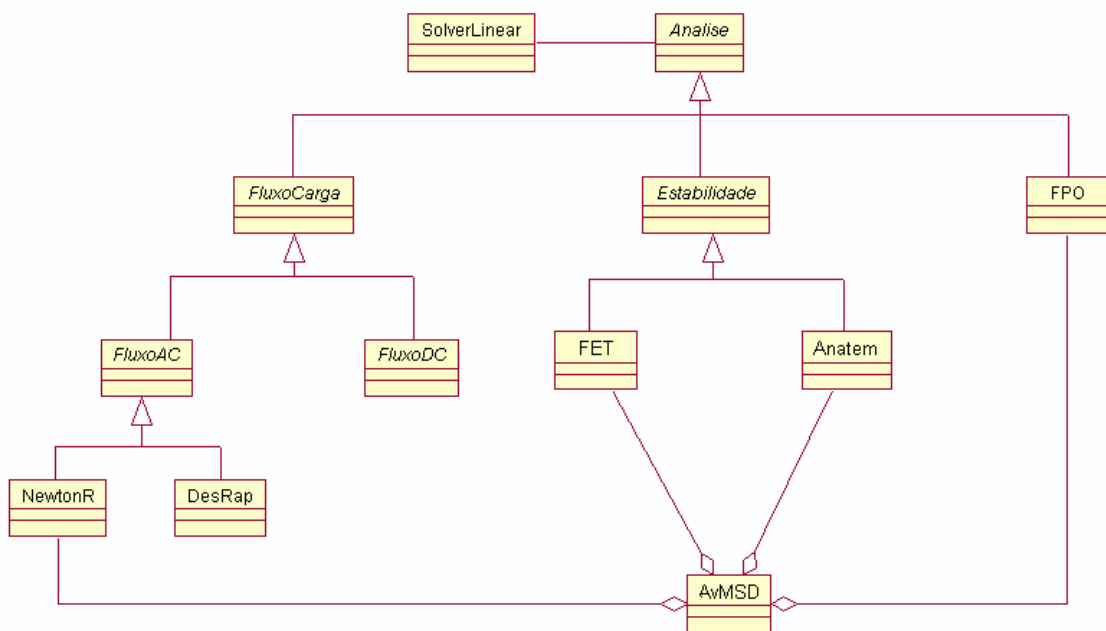 SolverLinear
Analise
FluxoCarga
Estabilidade
FPO
FluxoAC
FluxoDC
FET
Anatem
NewtonR
DesRap
AvMSD